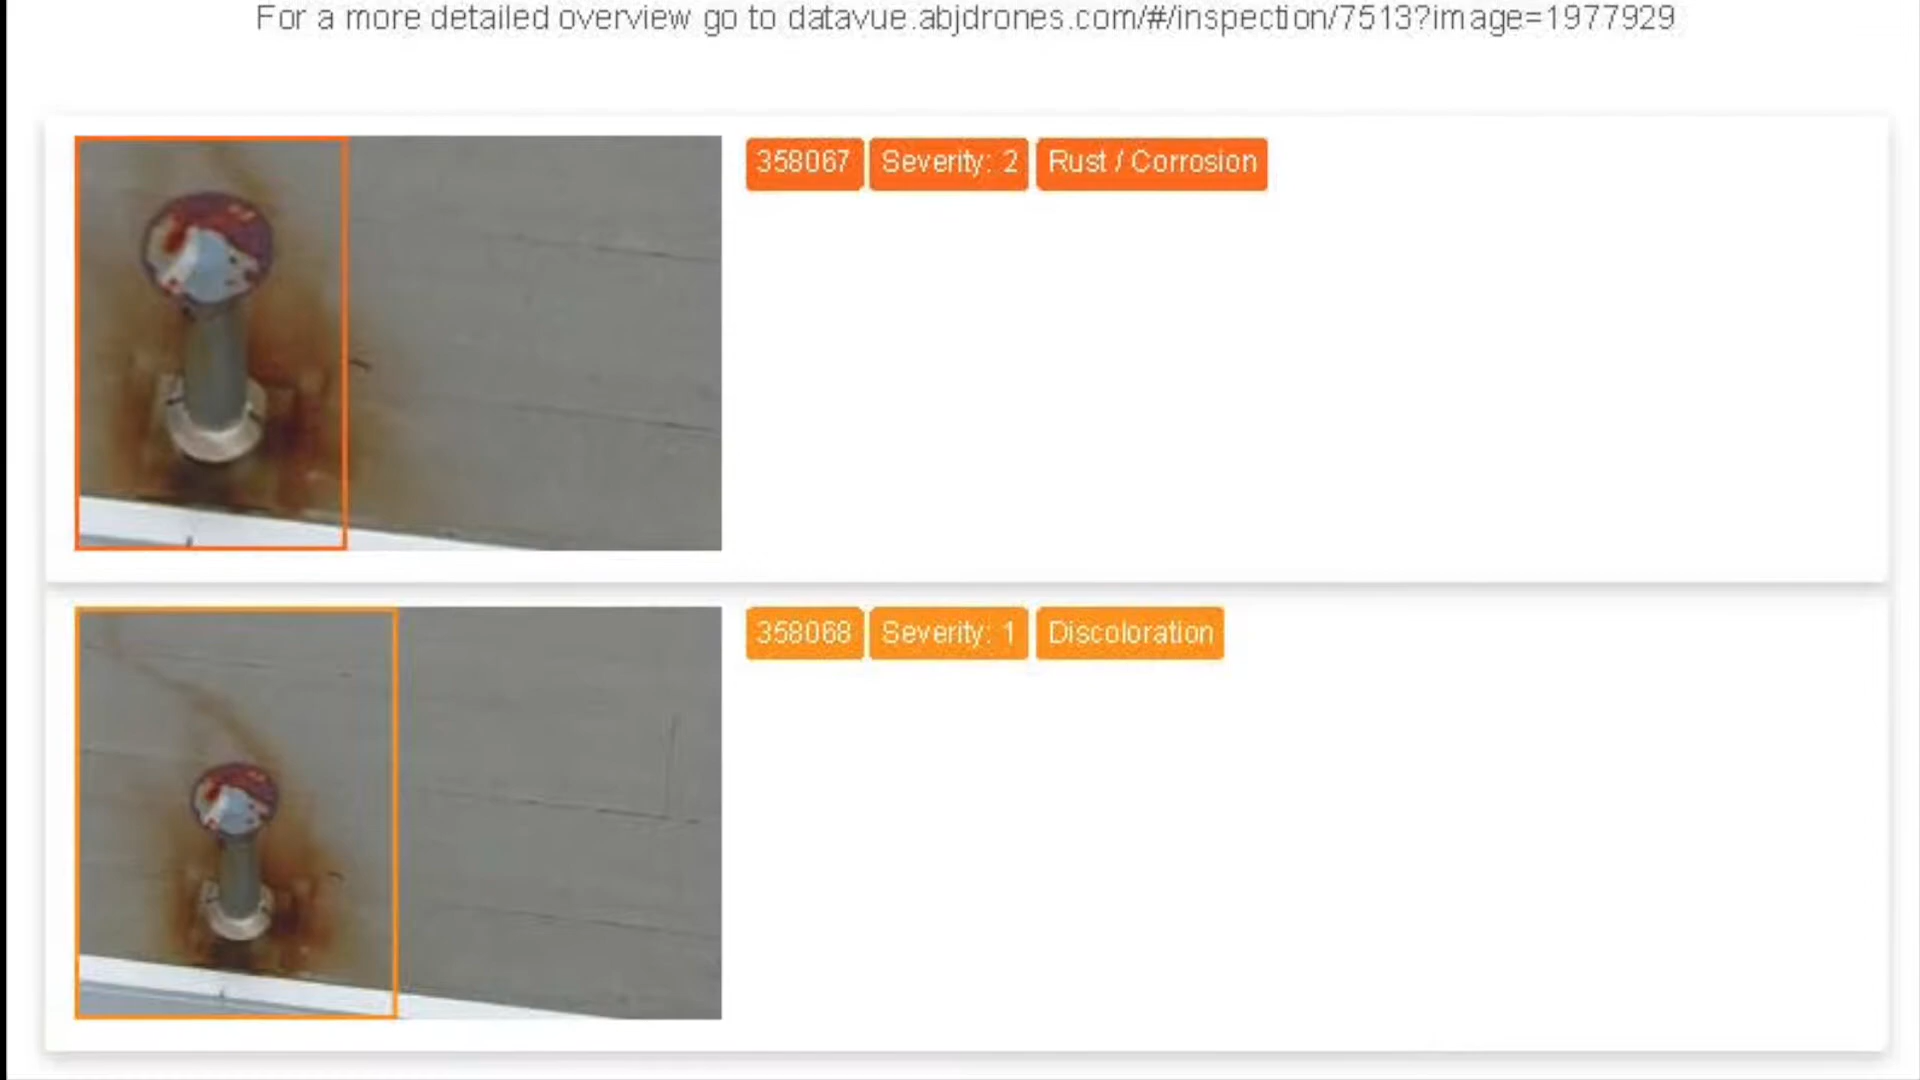 For a more detailed overview go to datavue.abjdrones.com/#/inspection/7513?image=1977929
358067 Severity: 2 Rust / Corrosion
358068 Severity: 1 Discoloration